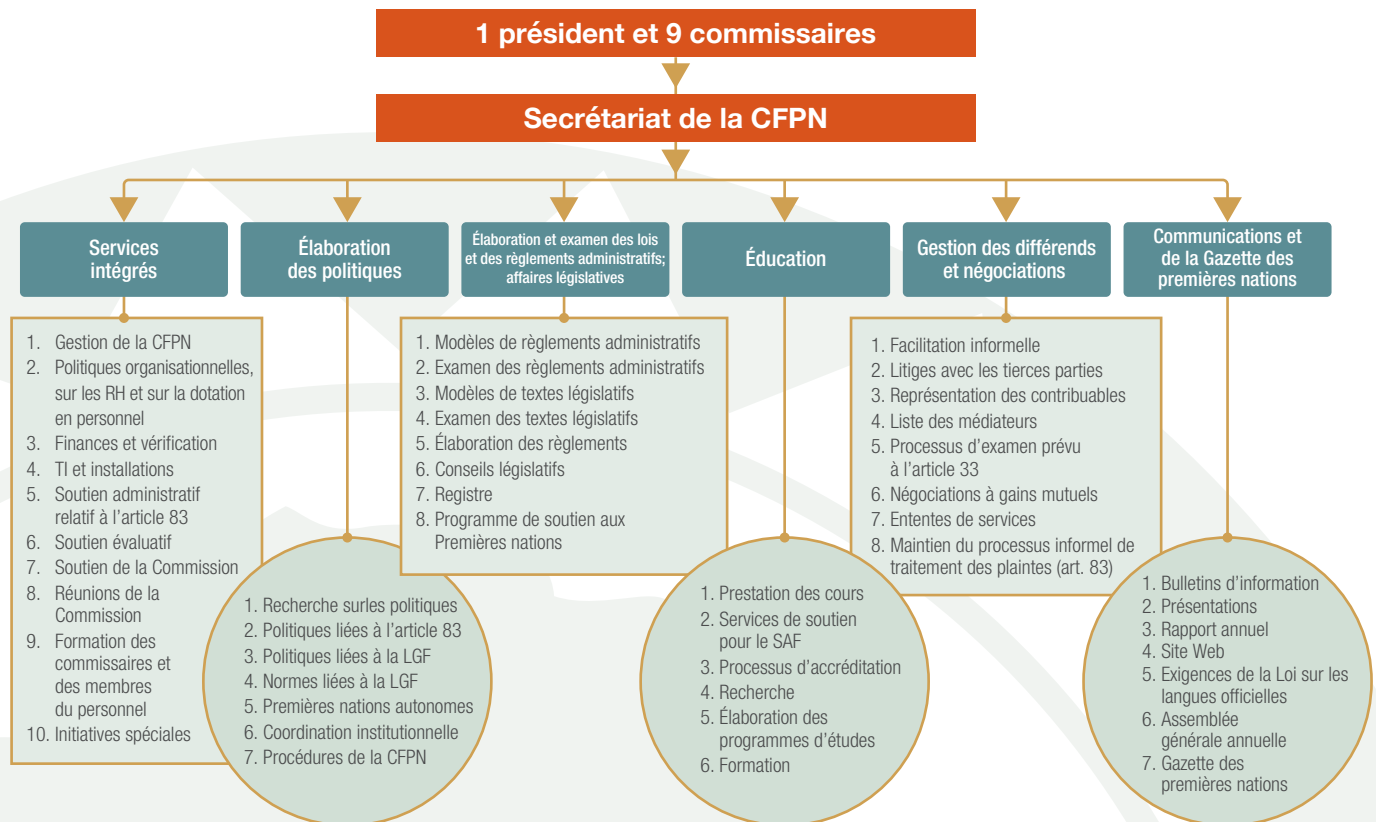 1 président et 9 commissaires
Secrétariat de la CFPN
Services
intégrés
1. Gestion de la CFPN
2. Politiques organisationnelles,
sur les RH et sur la dotation
en personnel
3. Finances et vérification
4. TI et installations
5. Soutien administratif
relatif à l'article 83
6. Soutien évaluatif
7. Soutien de la Commission
8. Réunions de la
Commission
9. Formation des
commissaires et
des membres
du personnel
10. Initiatives spéciales
Élaboration
des politiques
1. Recherche surles politiques
2. Politiques liées à l'article 83
3. Politiques liées à la LGF
4. Normes liées à la LGF
5. Premières nations autonomes
6. Coordination institutionnelle
7. Procédures de la CFPN
Élaboration et examen des lois
et des règlements administratifs;
affaires législatives
1. Modèles de règlements administratifs
2. Examen des règlements administratifs
3. Modèles de textes législatifs
4. Examen des textes législatifs
5. Élaboration des règlements
6. Conseils législatifs
7. Registre
8. Programme de soutien aux
Premières nations
Éducation
1. Prestation des cours
2. Services de soutien
pour le SAF
3. Processus d'accréditation
4. Recherche
5. Élaboration des
programmes d'études
6. Formation
Gestion des différends
et négociations
1. Facilitation informelle
2. Litiges avec les tierces parties
3. Représentation des contribuables
4. Liste des médiateurs
5. Processus d'examen prévu
à l'article 33
6. Négociations à gains mutuels
7. Ententes de services
8. Maintien du processus informel de
traitement des plaintes (art. 83)
Communications et
de la Gazette des
premières nations
1. Bulletins d'information
2. Présentations
3. Rapport annuel
4. Site Web
5. Exigences de la Loi sur les
langues officielles
6. Assemblée
générale annuelle
7. Gazette des
premières nations